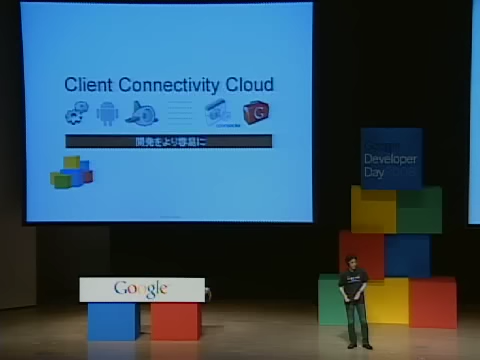 Client Connectivity Cloud
開発をより容易に
Developer
Day
Google